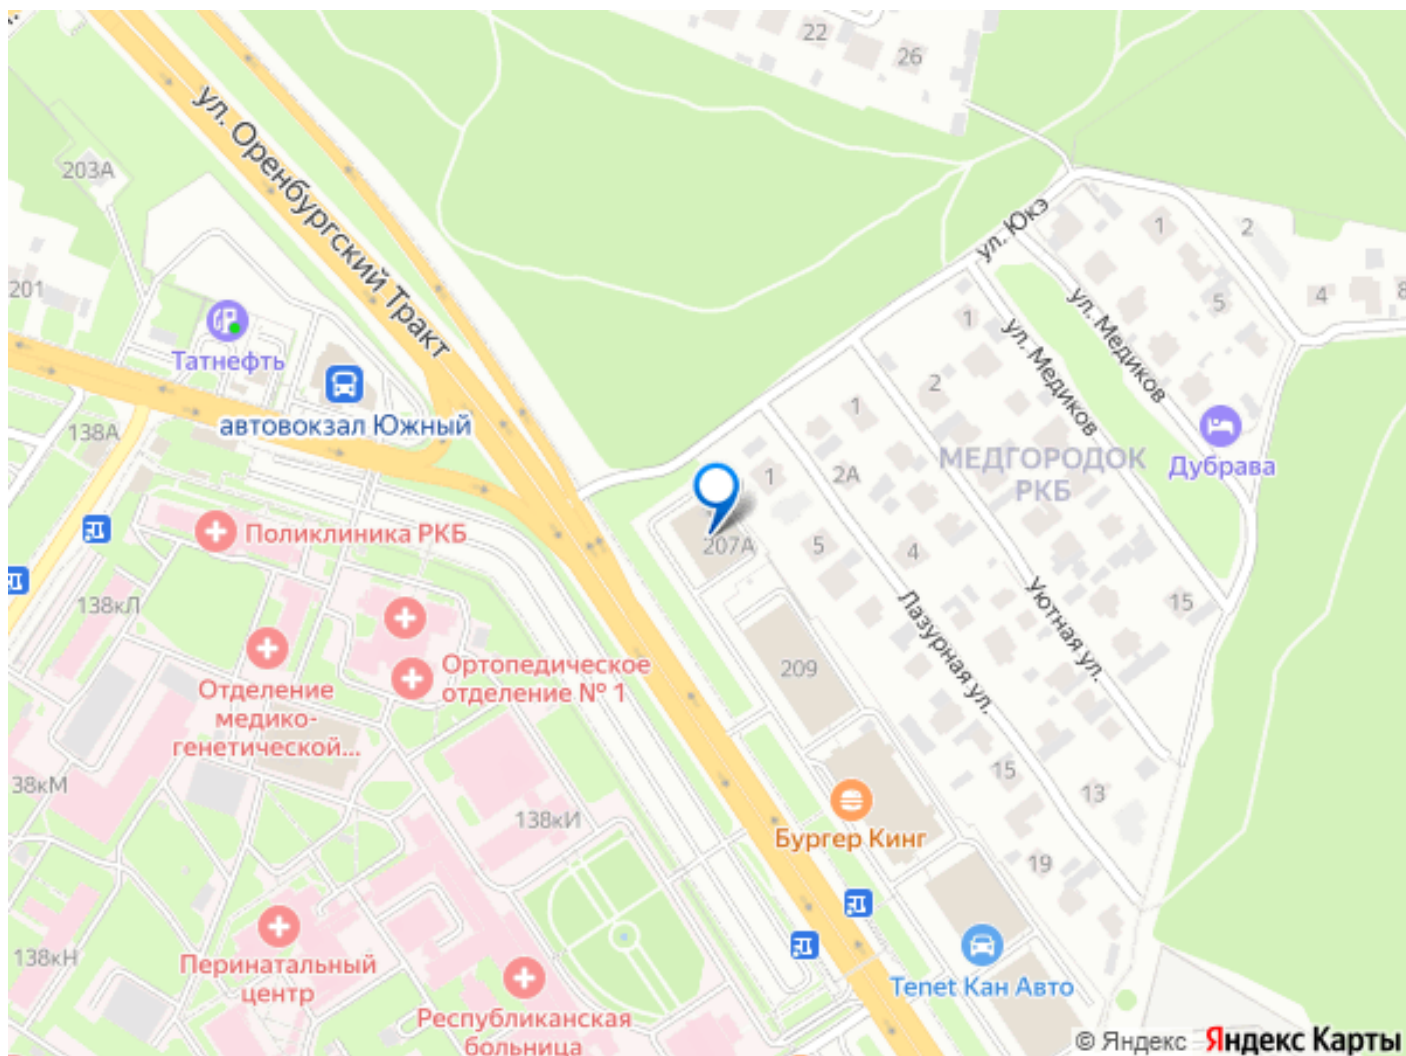 22
26
ул. Оренбургский Тракт
203А
201
Татнефть
автовокзал Южный
138А
ул. Юкэ
1
2
5
4
8
ул. Медиков
ул. Медиков
1
2
1
2А
1
МЕДГОРОДОК
РКБ
Дубрава
Поликлиника РКБ
207А
5
4
15
138кЛ
Уютная ул.
Лазурная ул.
209
Ортопедическое
отделение № 1
Отделение
медико-
генетической...
38кМ
138кИ
15
13
Бургер Кинг
19
138кН
Перинатальный
центр
Tenet Кан Авто
Республиканская
больница
© Яндекс Яндекс Карты